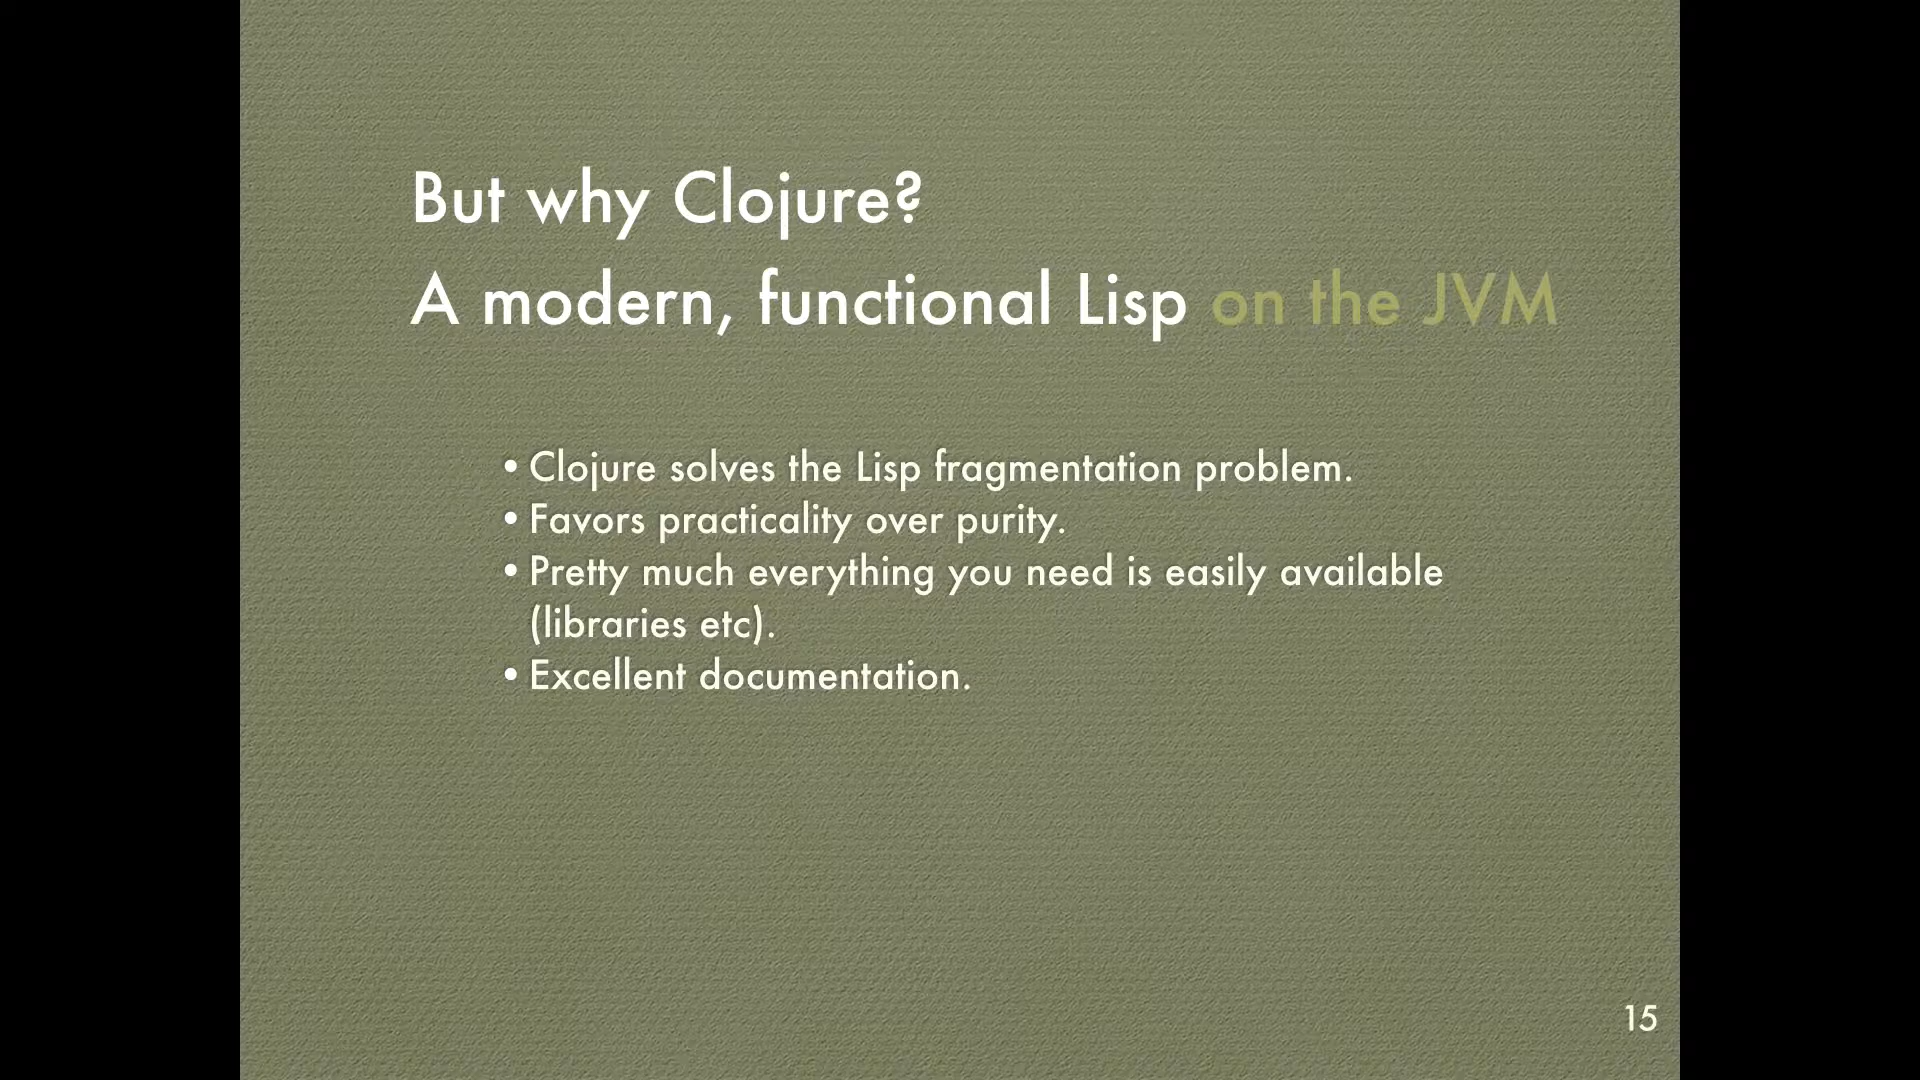 But why Clojure?
A modern, functional Lisp on the JVM
•Clojure solves the Lisp fragmentation problem.
•Favors practicality over purity.
•Pretty much everything you need is easily available
(libraries etc).
•Excellent documentation.
15